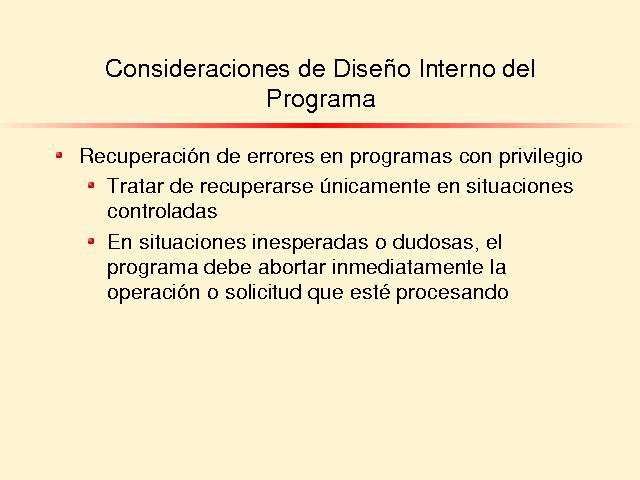 Consideraciones de Diseño Interno del
Programa
Recuperación de errores en programas con privilegio
Tratar de recuperarse únicamente en situaciones
controladas
En situaciones inesperadas o dudosas, el
programa debe abortar inmediatamente la
operación o solicitud que esté procesando